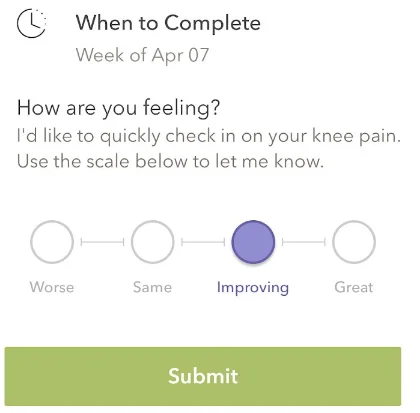 When to Complete
Week of Apr 07
How are you feeling?
I'd like to quickly check in on your knee pain.
Use the scale below to let me know.
Worse Same Improving Great
Submit